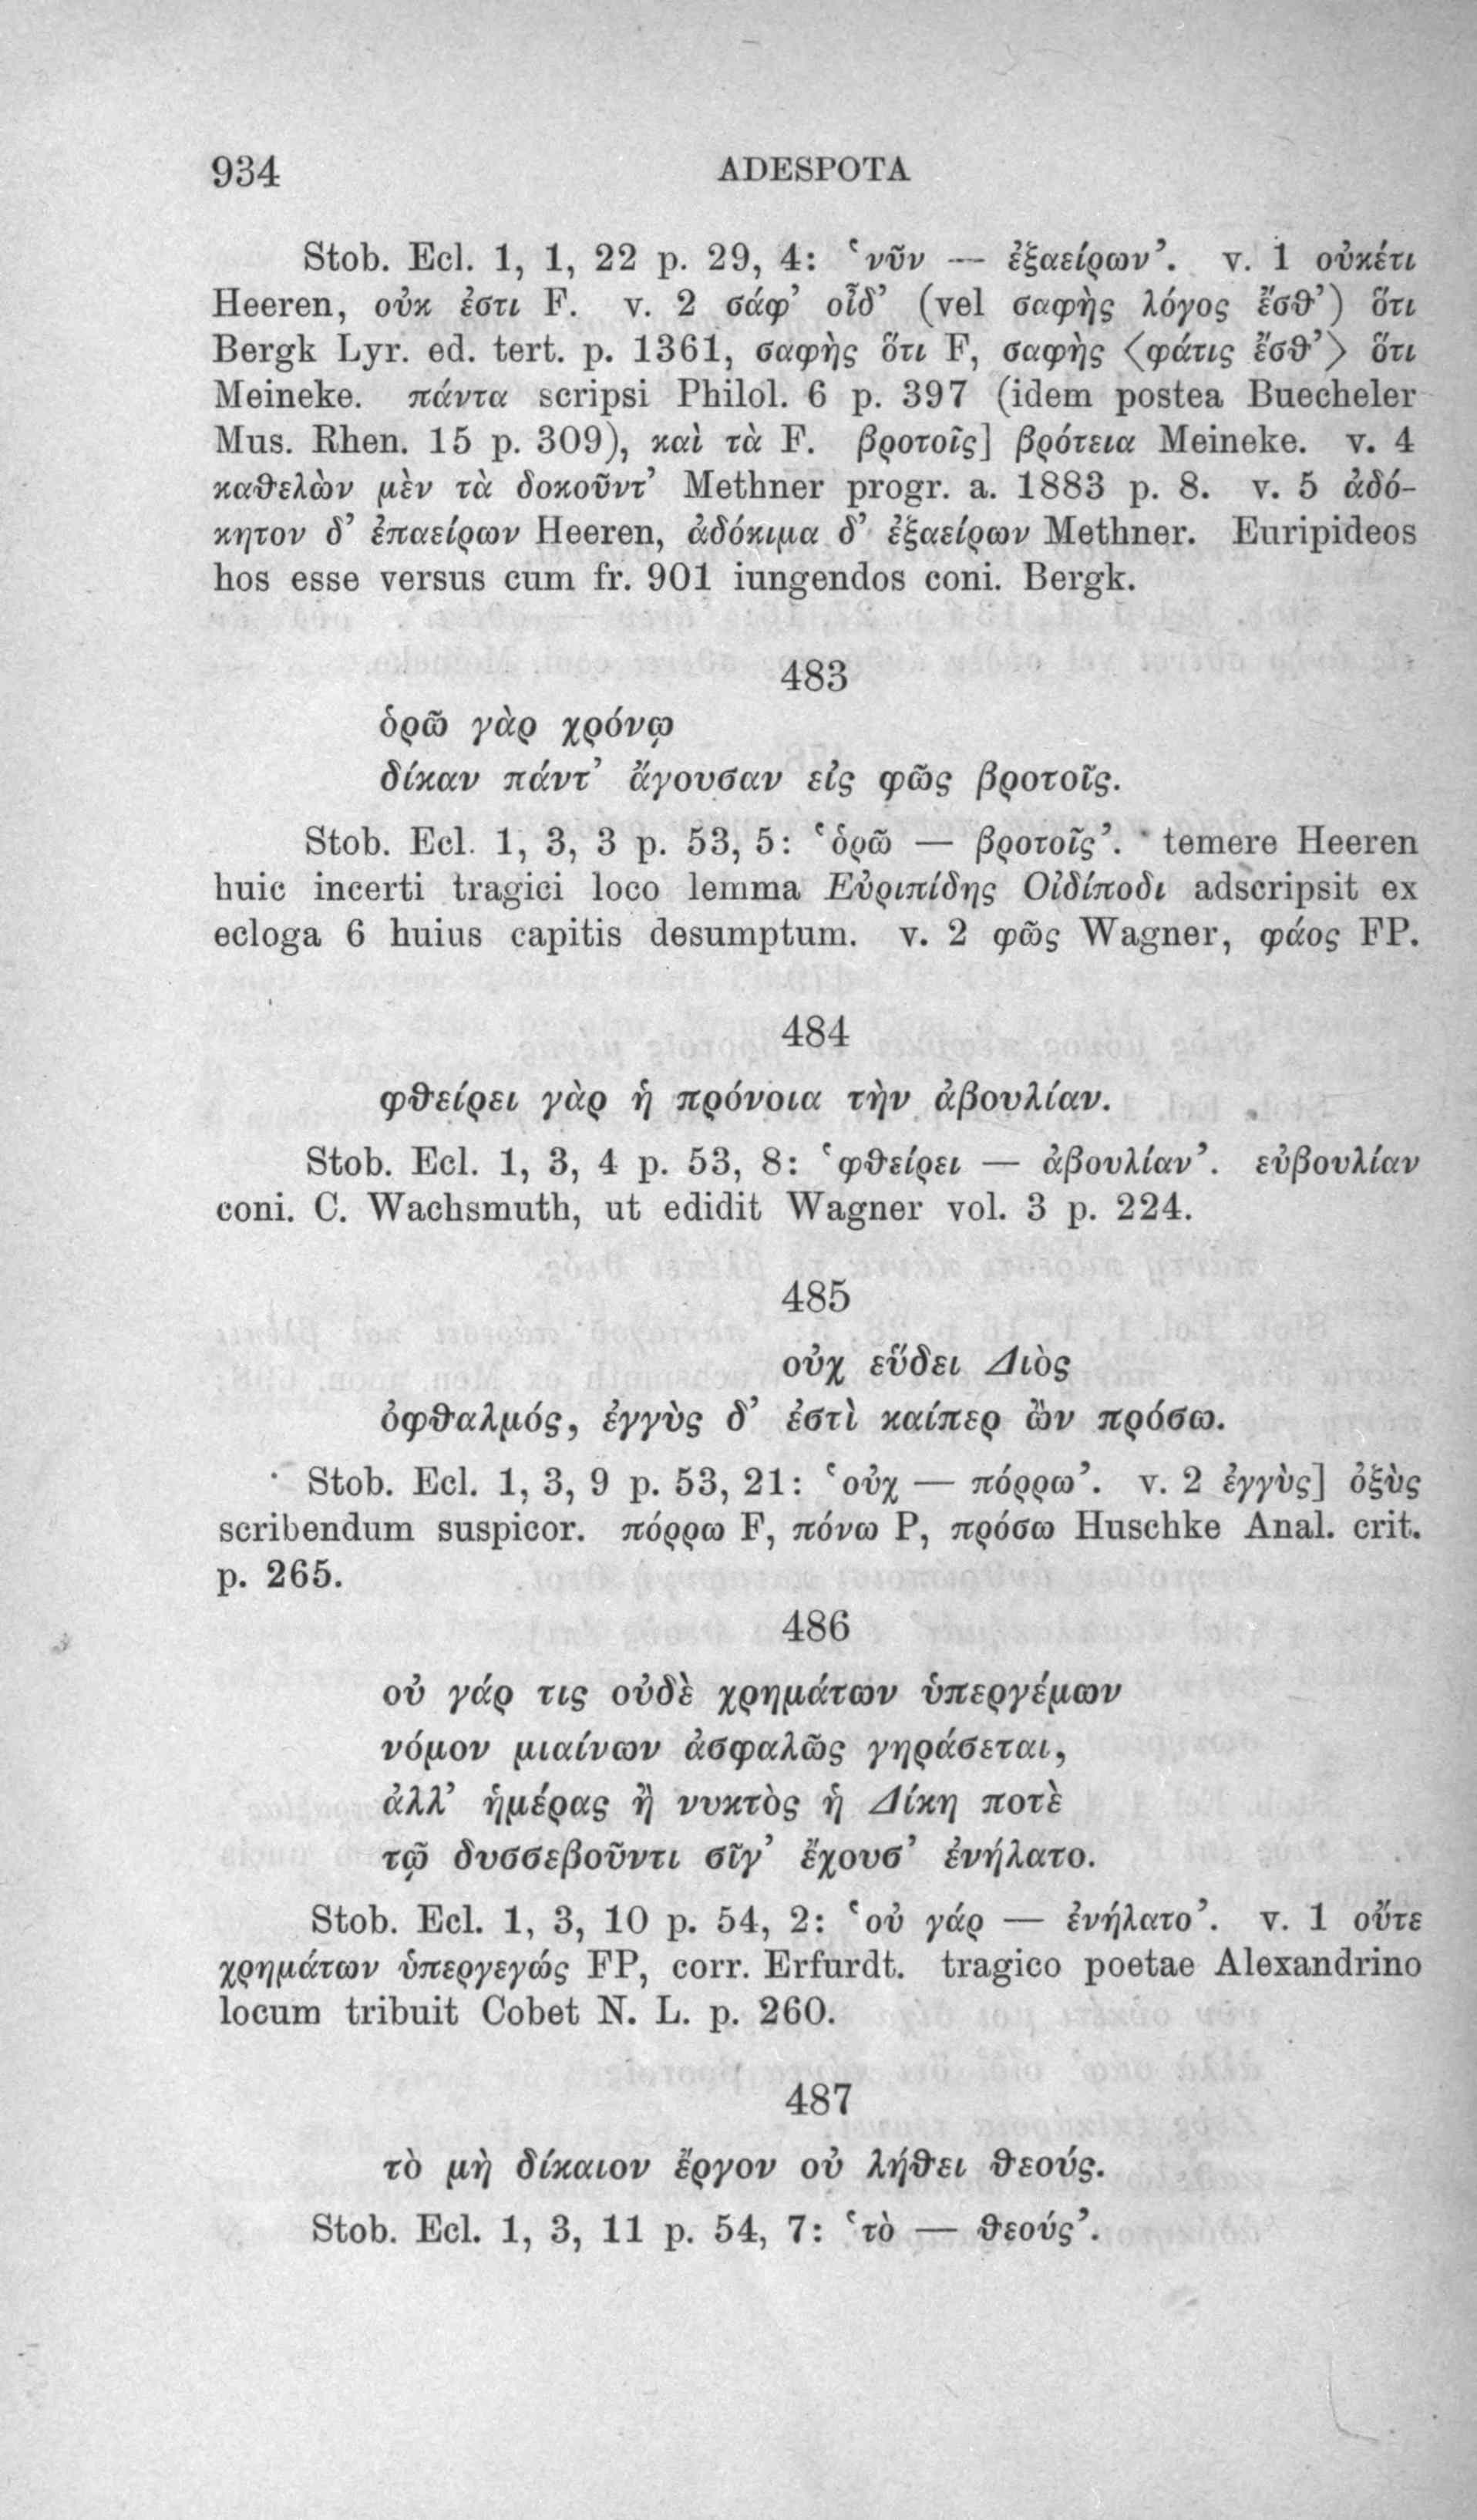 934 ADESPOTA
Stob. Ecl. 1, 1, 22 p. 29, 4: ‘νῦν — ἐξαείρων’. v. 1 οὐκέτι
Heeren, οὐκ ἐστι F. v. 2 σάφ’ οἶδ’ (vel σαφὴς λόγος ἔσθ’) ὅτι
Bergk Lyr. ed. tert. p. 1361, σαφὴς ὅτι F, σαφὴς ⟨φάτις ἔσθ’⟩ ὅτι
Meineke. πάντα scripsi Philol. 6 p. 397 (idem postea Buecheler
Mus. Rhen. 15 p. 309), καὶ τὰ F. βροτοῖς] βρότεια Meineke. v. 4
καθελὼν μὲν τὰ δοκοῦντ’ Methner progr. a. 1883 p. 8. v. 5 ἀδό-
κητον δ’ ἐπαείρων Heeren, ἀδόκιμα δ’ ἐξαείρων Methner. Euripideos
hos esse versus cum fr. 901 iungendos coni. Bergk.
483
ὁρῶ γὰρ χρόνῳ
δίκαν πάντ’ ἄγουσαν εἰς φῶς βροτοῖς.
Stob. Ecl. 1, 3, 3 p. 53, 5: ‘ὁρῶ — βροτοῖς’. temere Heeren
huic incerti tragici loco lemma Εὐριπίδης Οἰδίποδι adscripsit ex
ecloga 6 huius capitis desumptum. v. 2 φῶς Wagner, φάος FP.
484
φθείρει γὰρ ἡ πρόνοια τὴν ἀβουλίαν.
Stob. Ecl. 1, 3, 4 p. 53, 8: ‘φθείρει — ἀβουλίαν’. εὐβουλίαν
coni. C. Wachsmuth, ut edidit Wagner vol. 3 p. 224.
485
οὐχ εὕδει Διὸς
ὀφθαλμός, ἐγγὺς δ’ ἐστὶ καίπερ ὢν πρόσω.
Stob. Ecl. 1, 3, 9 p. 53, 21: ‘οὐχ — πόρρω’. v. 2 ἐγγὺς] ὀξὺς
scribendum suspicor. πόρρω F, πόνω P, πρόσω Huschke Anal. crit.
p. 265.
486
οὐ γάρ τις οὐδὲ χρημάτων ὑπεργέμων
νόμον μιαίνων ἀσφαλῶς γηράσεται,
ἀλλ’ ἡμέρας ἢ νυκτὸς ἡ Δίκη ποτὲ
τῷ δυσσεβοῦντι σῖγ’ ἔχουσ’ ἐνήλατο.
Stob. Ecl. 1, 3, 10 p. 54, 2: ‘οὐ γάρ — ἐνήλατο’. v. 1 οὔτε
χρημάτων ὑπεργεγώς FP, corr. Erfurdt. tragico poetae Alexandrino
locum tribuit Cobet N. L. p. 260.
487
τὸ μὴ δίκαιον ἔργον οὐ λήθει θεούς.
Stob. Ecl. 1, 3, 11 p. 54, 7: ‘τὸ — θεούς’.